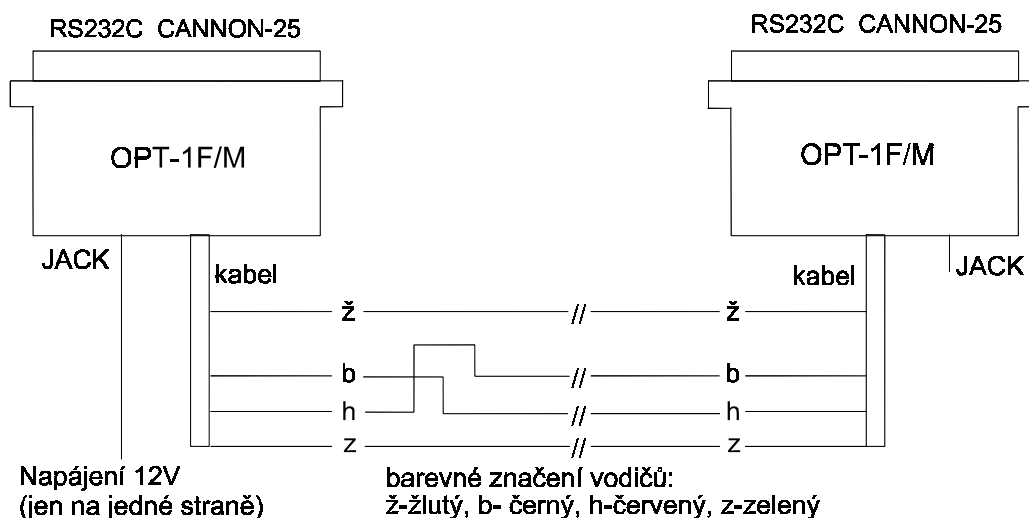 RS232C CANNON-25
RS232C CANNON-25
OPT-1F/M
OPT-1F/M
JACK
kabel
kabel
JACK
ž // ž
b // b
h // h
z // z
Napájení 12V
(jen na jedné straně)
barevné značení vodičů:
ž-žlutý, b- černý, h-červený, z-zelený